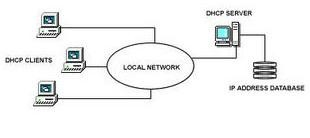 DHCP SERVER
DHCP CLIENTS
LOCAL NETWORK
IP ADDRESS DATABASE